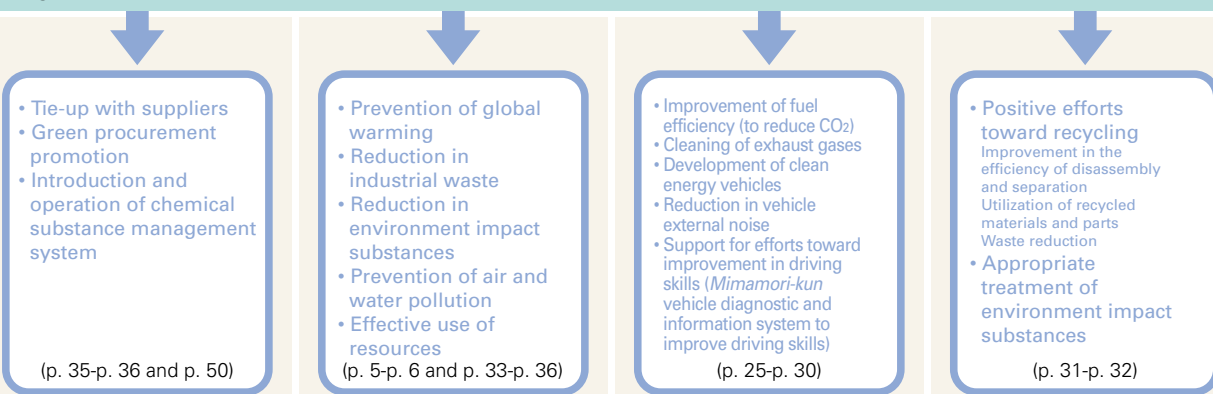 • Tie-up with suppliers
• Green procurement
promotion
• Introduction and
operation of chemical
substance management
system
(p. 35-p. 36 and p. 50)
• Prevention of global
warming
• Reduction in
industrial waste
• Reduction in
environment impact
substances
• Prevention of air and
water pollution
• Effective use of
resources
(p. 5-p. 6 and p. 33-p. 36)
• Improvement of fuel
efficiency (to reduce CO2)
• Cleaning of exhaust gases
• Development of clean
energy vehicles
• Reduction in vehicle
external noise
• Support for efforts toward
improvement in driving
skills (Mimamori-kun
vehicle diagnostic and
information system to
improve driving skills)
(p. 25-p. 30)
• Positive efforts
toward recycling
Improvement in the
efficiency of disassembly
and separation
Utilization of recycled
materials and parts
Waste reduction
• Appropriate
treatment of
environment impact
substances
(p. 31-p. 32)